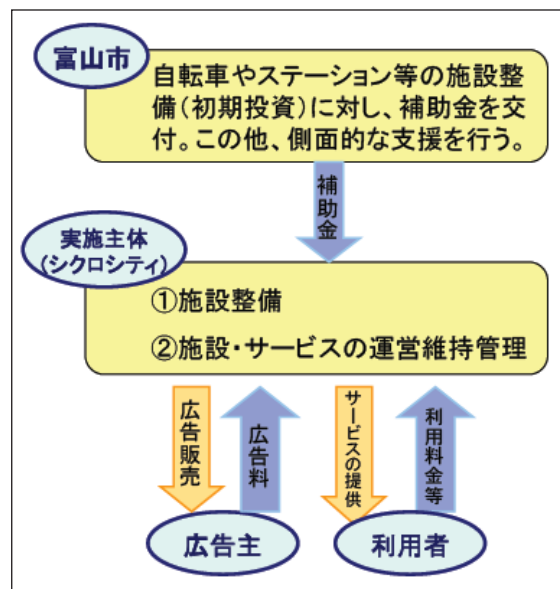 富山市
自転車やステーション等の施設整
備(初期投資)に対し、補助金を交
付。この他、側面的な支援を行う。
補助金
実施主体
(シクロシティ)
①施設整備
②施設・サービスの運営維持管理
広告販売
広告料
サービスの提供
利用料金等
広告主
利用者